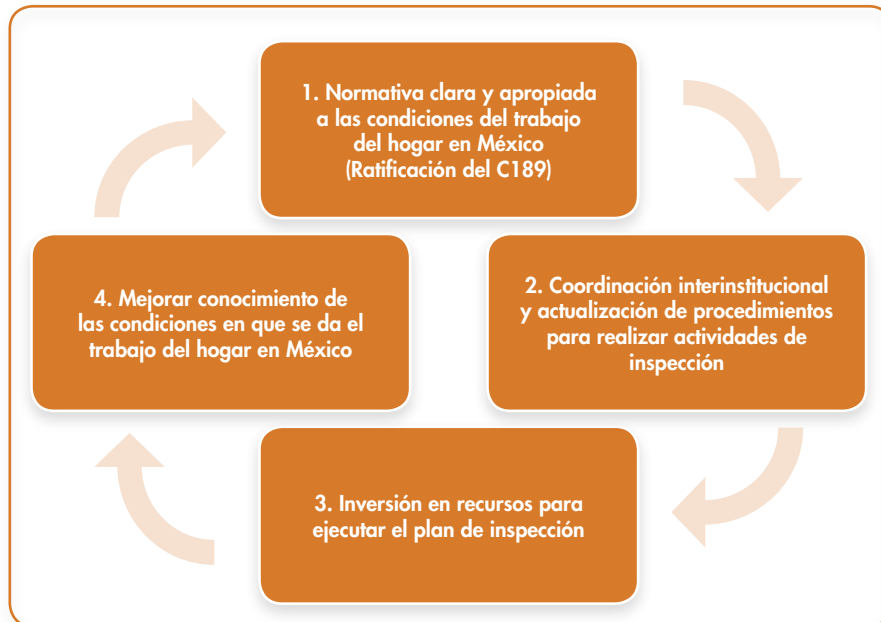 1. Normativa clara y apropiada
a las condiciones del trabajo
del hogar en México
(Ratificación del C189)
2. Coordinación interinstitucional
y actualización de procedimientos
para realizar actividades de
inspección
3. Inversión en recursos para
ejecutar el plan de inspección
4. Mejorar conocimiento de
las condiciones en que se da el
trabajo del hogar en México